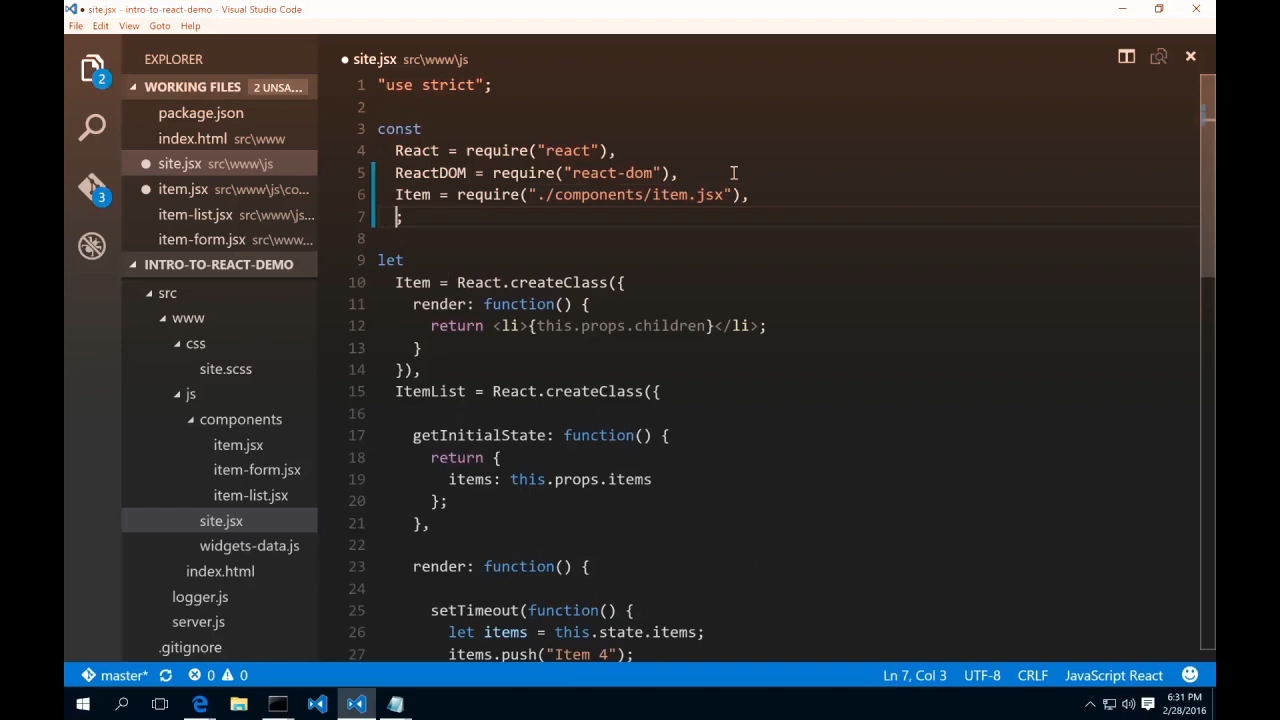 ● site.jsx - intro-to-react-demo - Visual Studio Code
File Edit View Goto Help
EXPLORER
WORKING FILES 2 UNSA...
package.json
index.html src\www
● site.jsx src\www\js
● item.jsx src\www\js\co...
item-list.jsx src\www\js...
item-form.jsx src\www...
INTRO-TO-REACT-DEMO
src
www
css
site.scss
js
components
item.jsx
item-form.jsx
item-list.jsx
site.jsx
widgets-data.js
index.html
logger.js
server.js
.gitignore
2
3
● site.jsx src\www\js
1 "use strict";
2
3 const
4 React = require("react"),
5 ReactDOM = require("react-dom"),
6 Item = require("./components/item.jsx"),
7 ;
8
9 let
10 Item = React.createClass({
11 render: function() {
12 return <li>{this.props.children}</li>;
13 }
14 }),
15 ItemList = React.createClass({
16
17 getInitialState: function() {
18 return {
19 items: this.props.items
20 };
21 },
22
23 render: function() {
24
25 setTimeout(function() {
26 let items = this.state.items;
27 items.push("Item 4");
master* 0 0 Ln 7, Col 3 UTF-8 CRLF JavaScript React
6:31 PM
2/28/2016